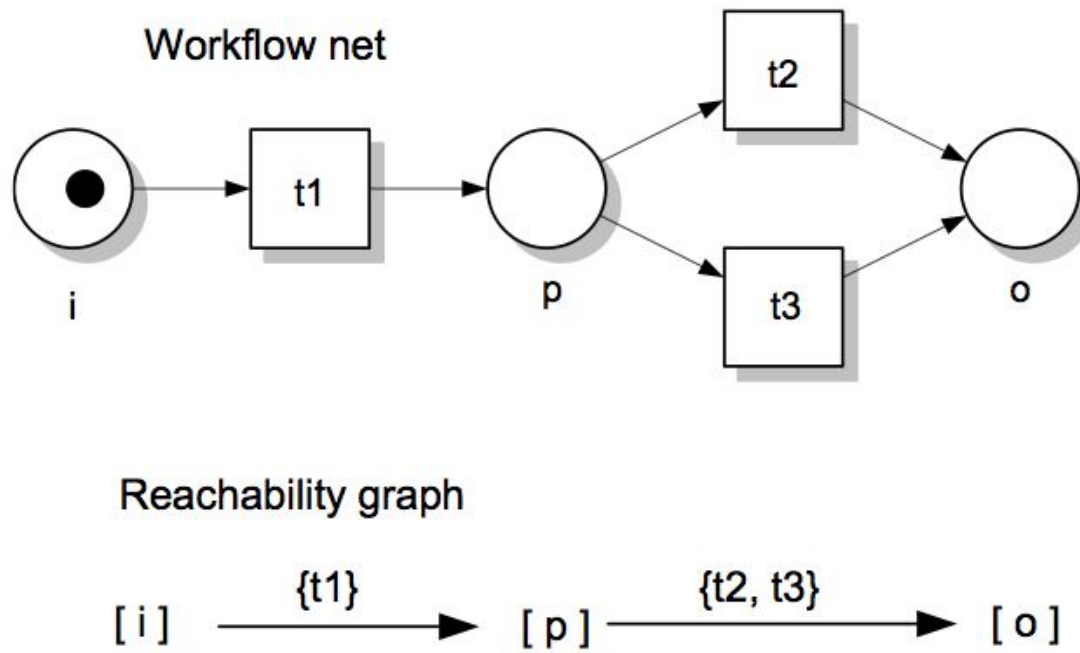 Workflow net
t2
t1
i
p
t3
o
Reachability graph
{t1}
{t2, t3}
[ i ]
[ p ]
[ o ]